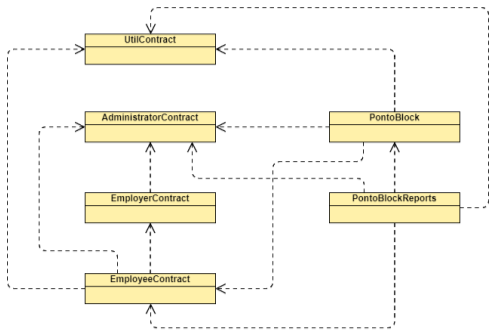 UtilContract
AdministratorContract
PontoBlock
EmployerContract
PontoBlockReports
EmployeeContract